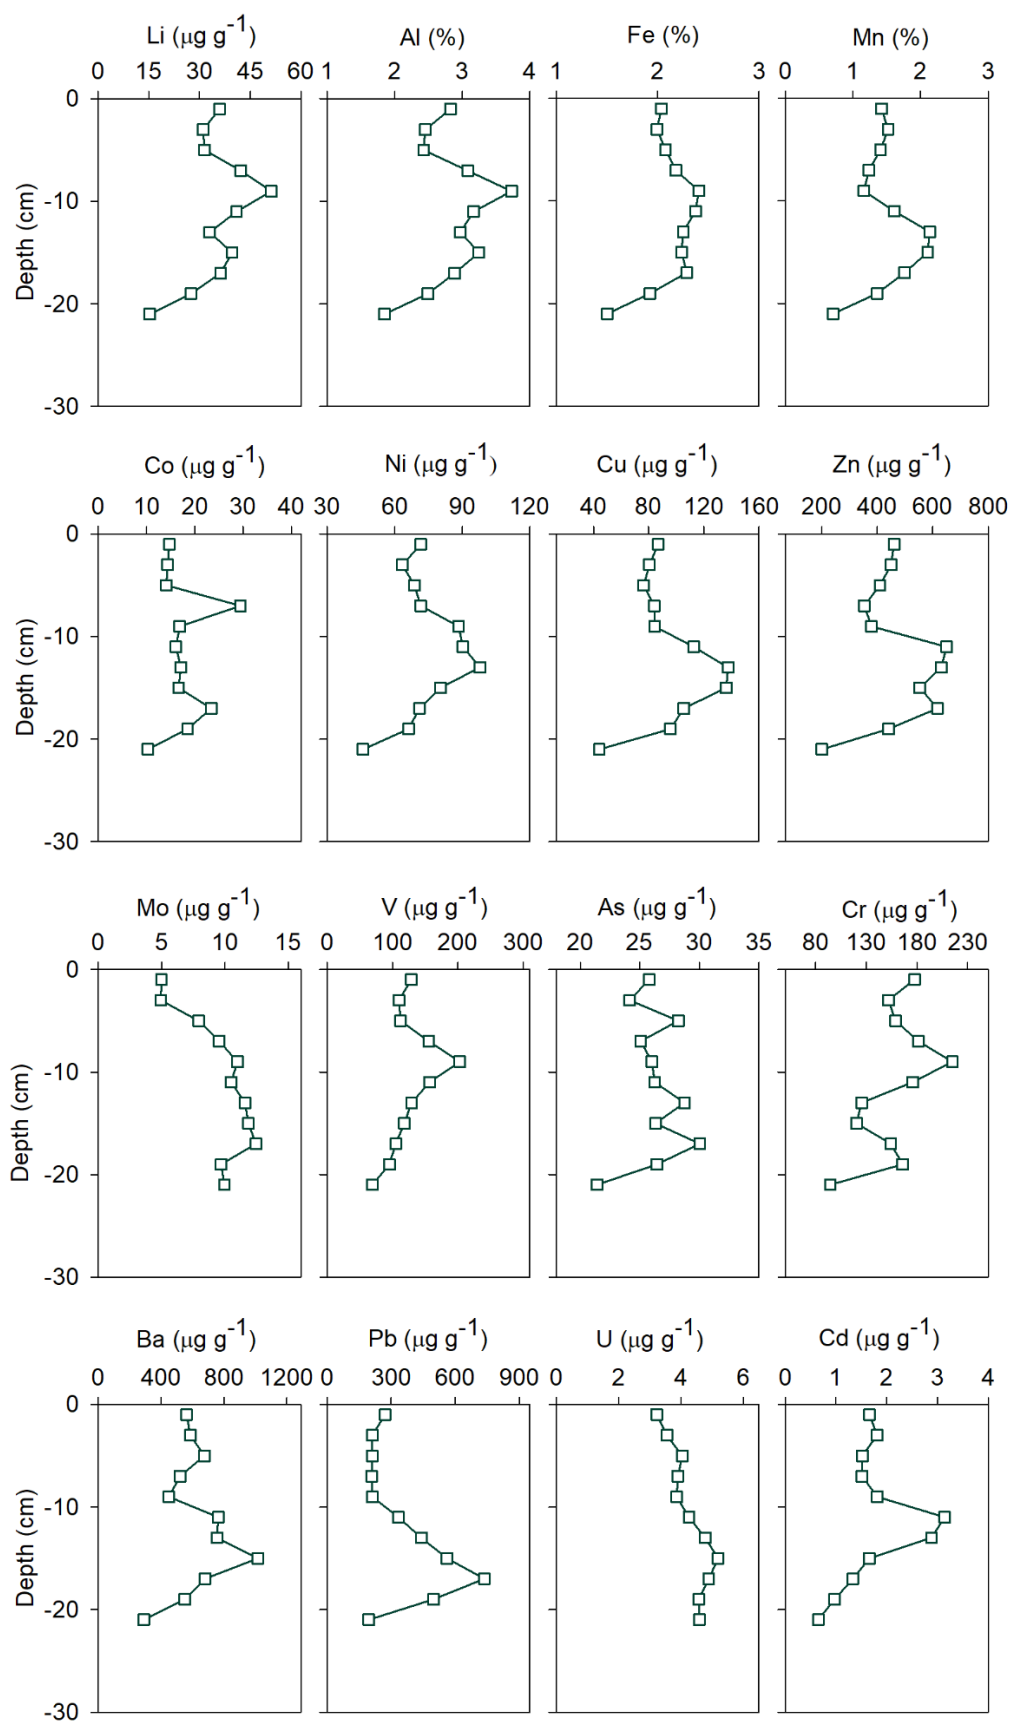 Li (μg g-1) Al (%) Fe (%) Mn (%)
0 15 30 45 60 1 2 3 4 1 2 3 0 1 2 3
0
-10
-20
-30
Depth (cm)
Co (μg g-1) Ni (μg g-1) Cu (μg g-1) Zn (μg g-1)
0 10 20 30 40 30 60 90 120 40 80 120 160 200 400 600 800
0
-10
-20
-30
Depth (cm)
Mo (μg g-1) V (μg g-1) As (μg g-1) Cr (μg g-1)
0 5 10 15 0 100 200 300 20 25 30 35 80 130 180 230
0
-10
-20
-30
Depth (cm)
Ba (μg g-1) Pb (μg g-1) U (μg g-1) Cd (μg g-1)
0 400 800 1200 0 300 600 900 0 2 4 6 0 1 2 3 4
0
-10
-20
-30
Depth (cm)